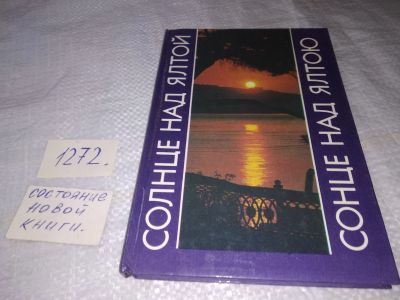 СОЛНЦЕ НАД ЯЛТОЙ
СОНЦЕ НАД ЯЛТОЮ
1272.
СОСТОЯНИЕ
НОВОЙ
КНИГИ.